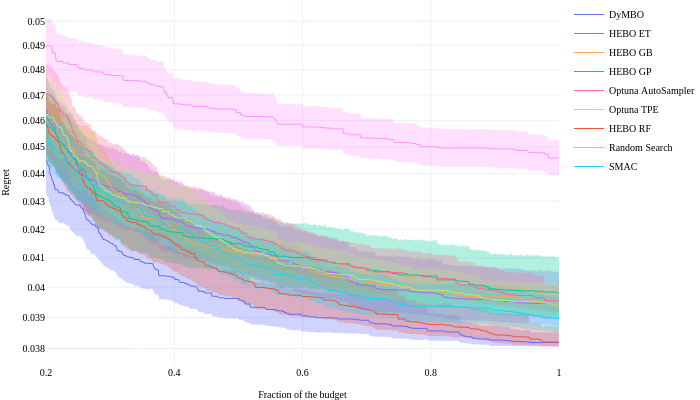 0.05
0.049
0.048
0.047
0.046
0.045
0.044
0.043
0.042
0.041
0.04
0.039
0.038
Regret
0.2
0.4
0.6
0.8
1
Fraction of the budget
DyMBO
HEBO ET
HEBO GB
HEBO GP
Optuna AutoSampler
Optuna TPE
HEBO RF
Random Search
SMAC